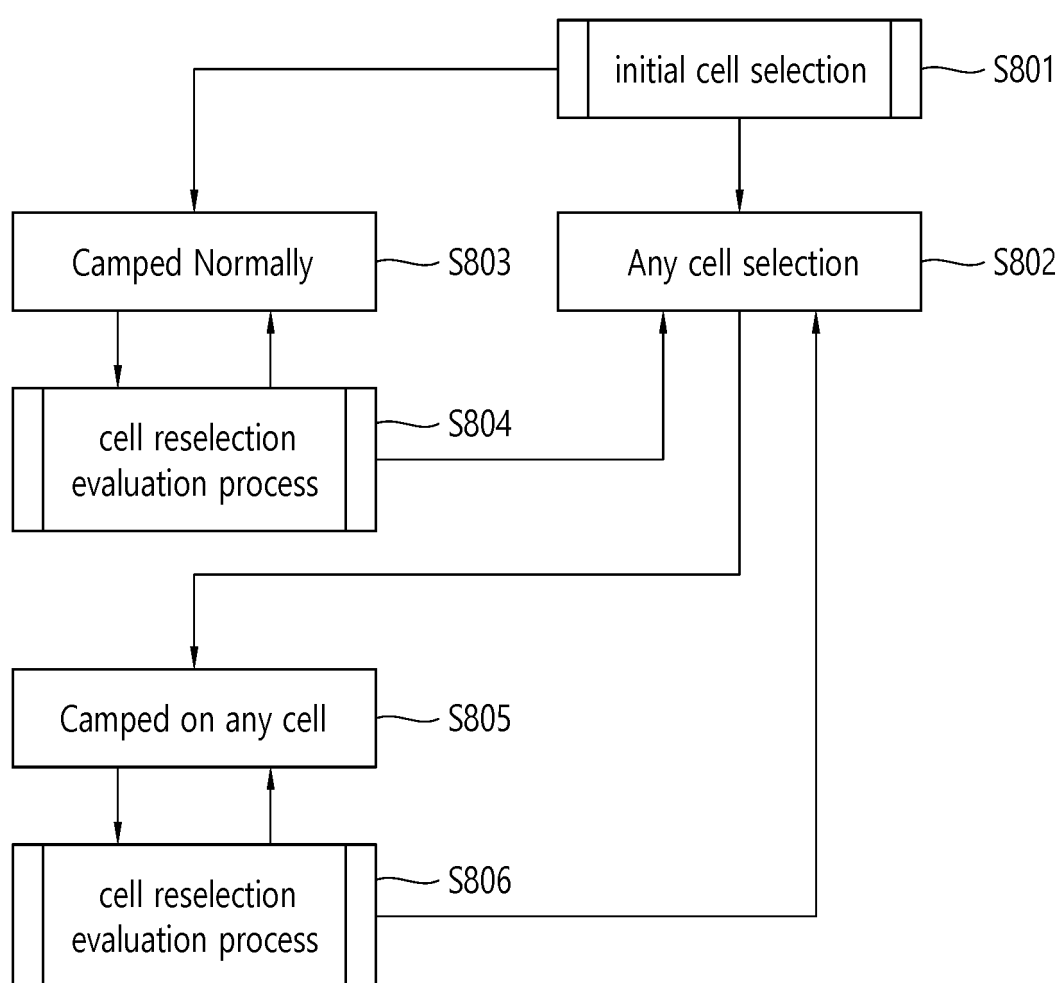 initial cell selection
S801
Camped Normally
S803
Any cell selection
S802
cell reselection
evaluation process
S804
Camped on any cell
S805
cell reselection
evaluation process
S806